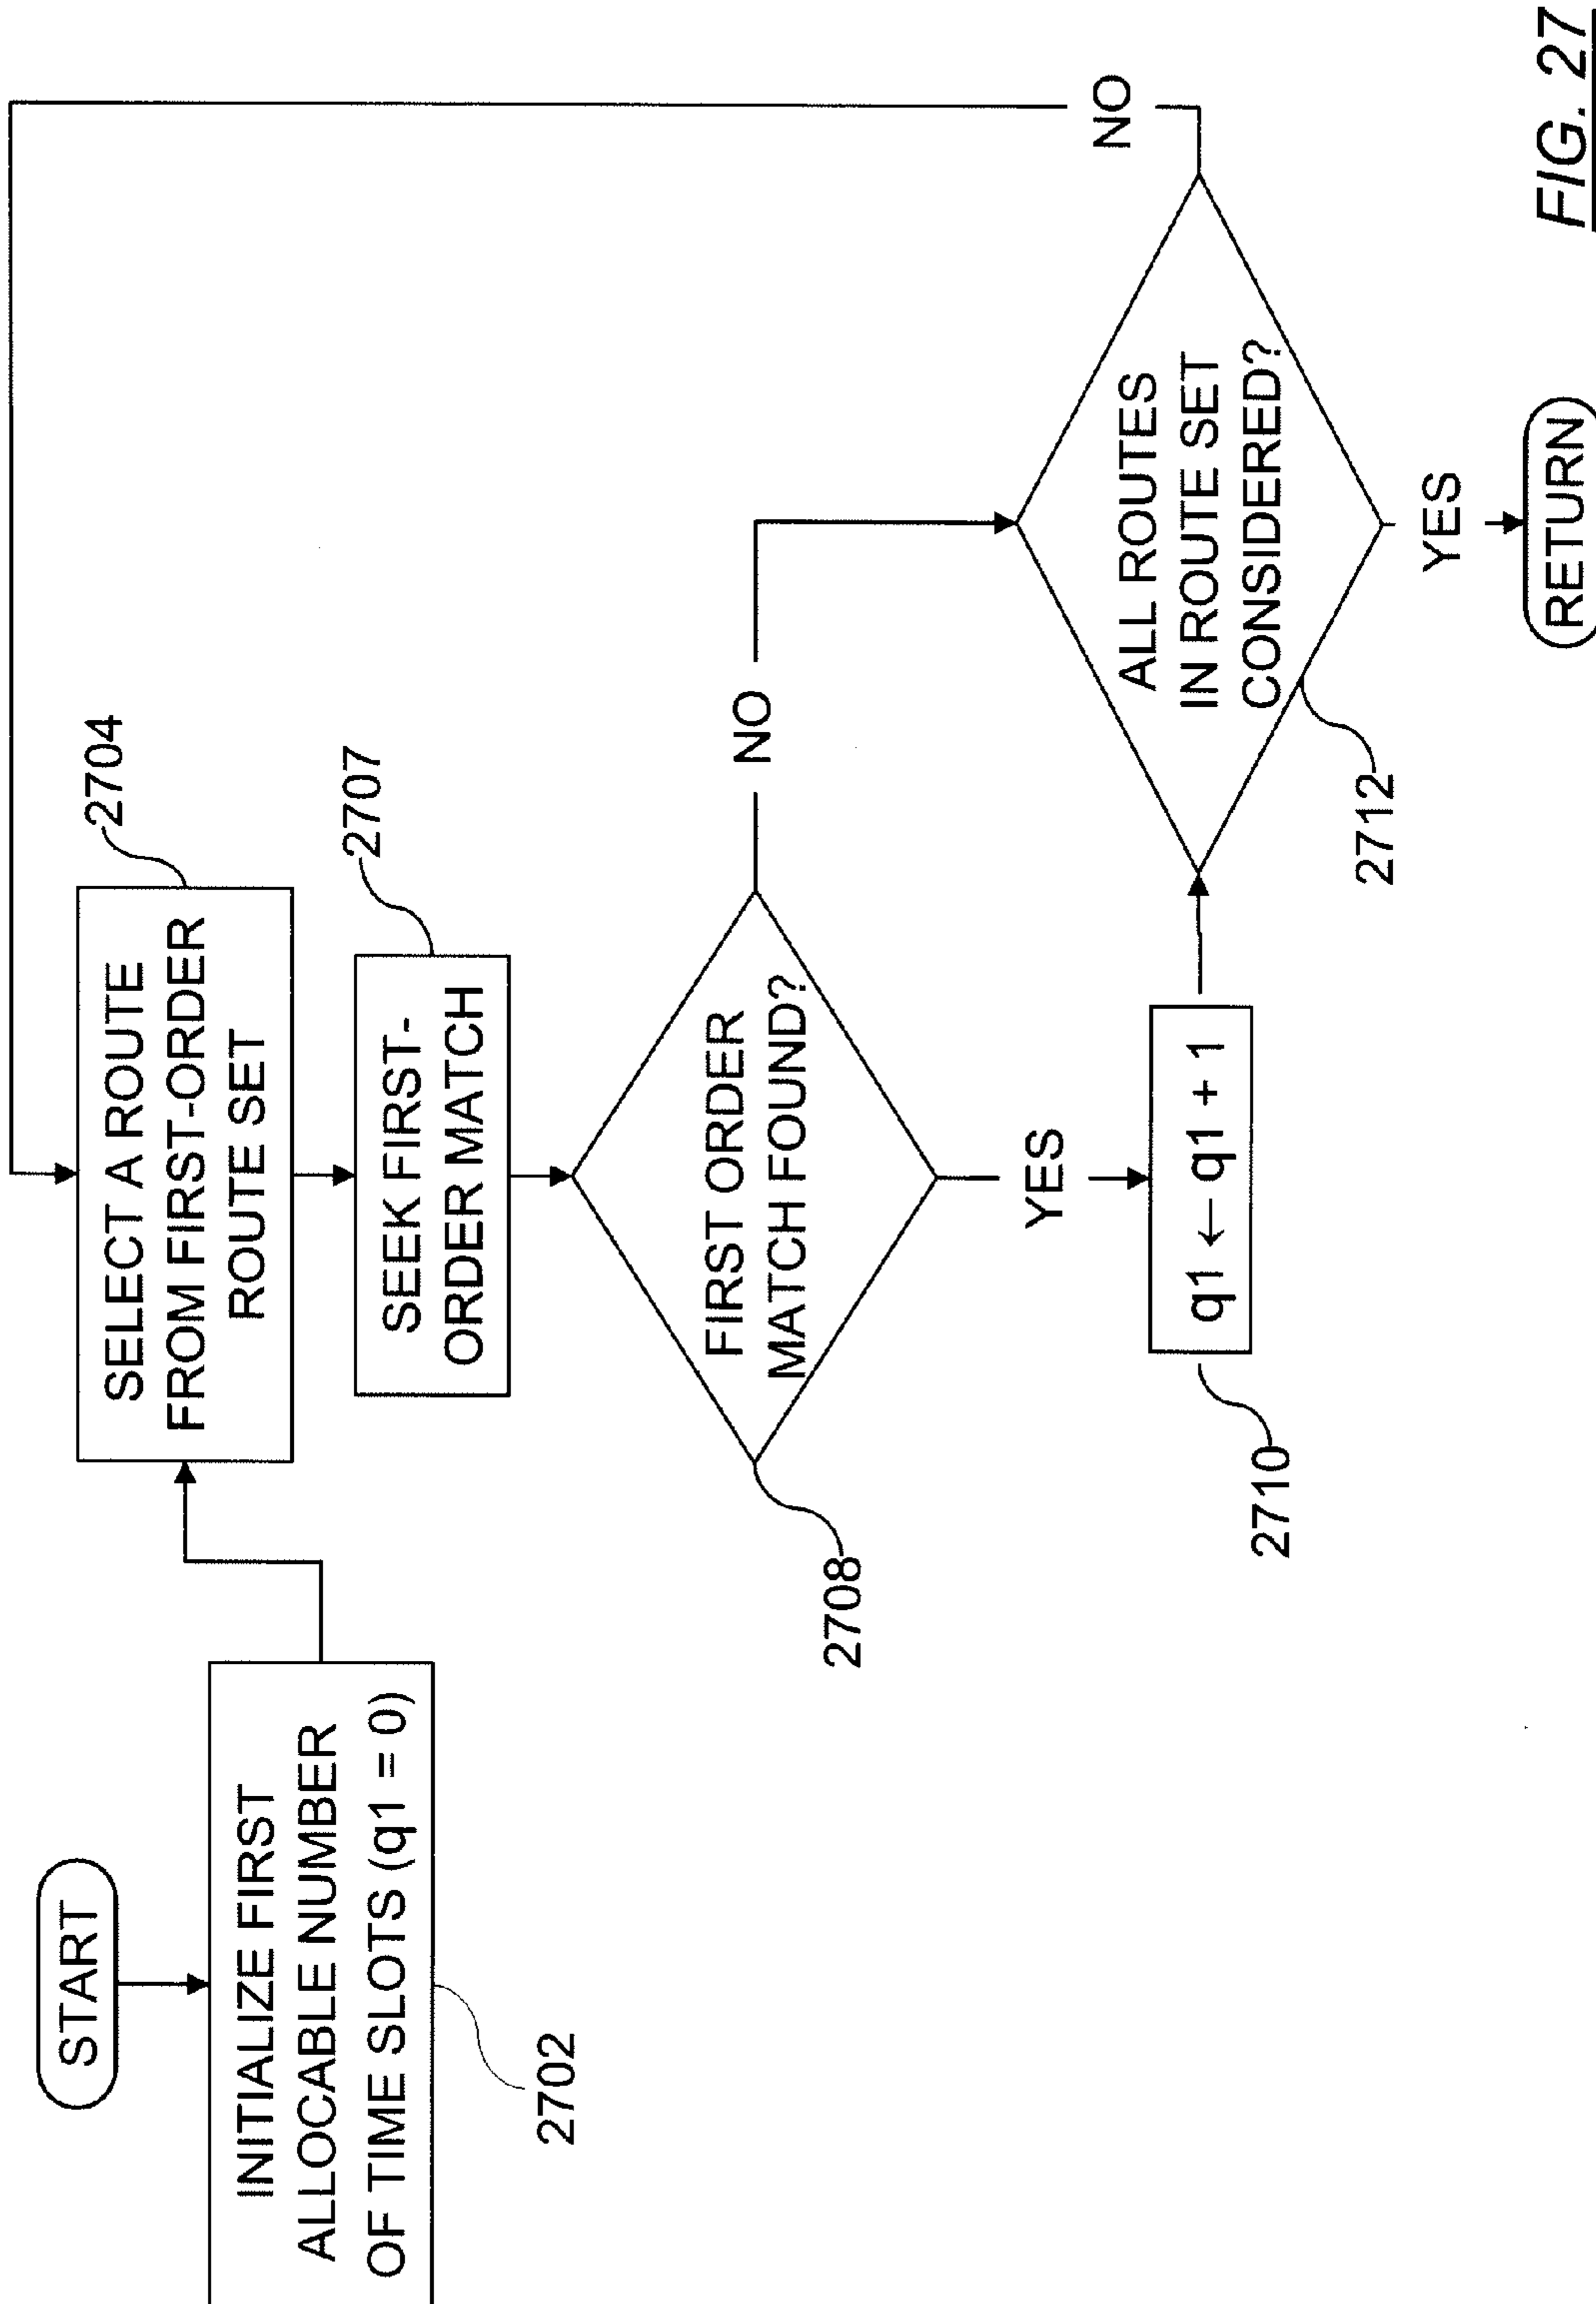 START
INITIALIZE FIRST
ALLOCABLE NUMBER
OF TIME SLOTS (q1 = 0)
2702
SELECT A ROUTE
FROM FIRST-ORDER
ROUTE SET
2704
SEEK FIRST-
ORDER MATCH
2707
FIRST ORDER
MATCH FOUND?
2708
NO
YES
q1 ← q1 + 1
2710
ALL ROUTES
IN ROUTE SET
CONSIDERED?
2712
NO
YES
RETURN
FIG. 27